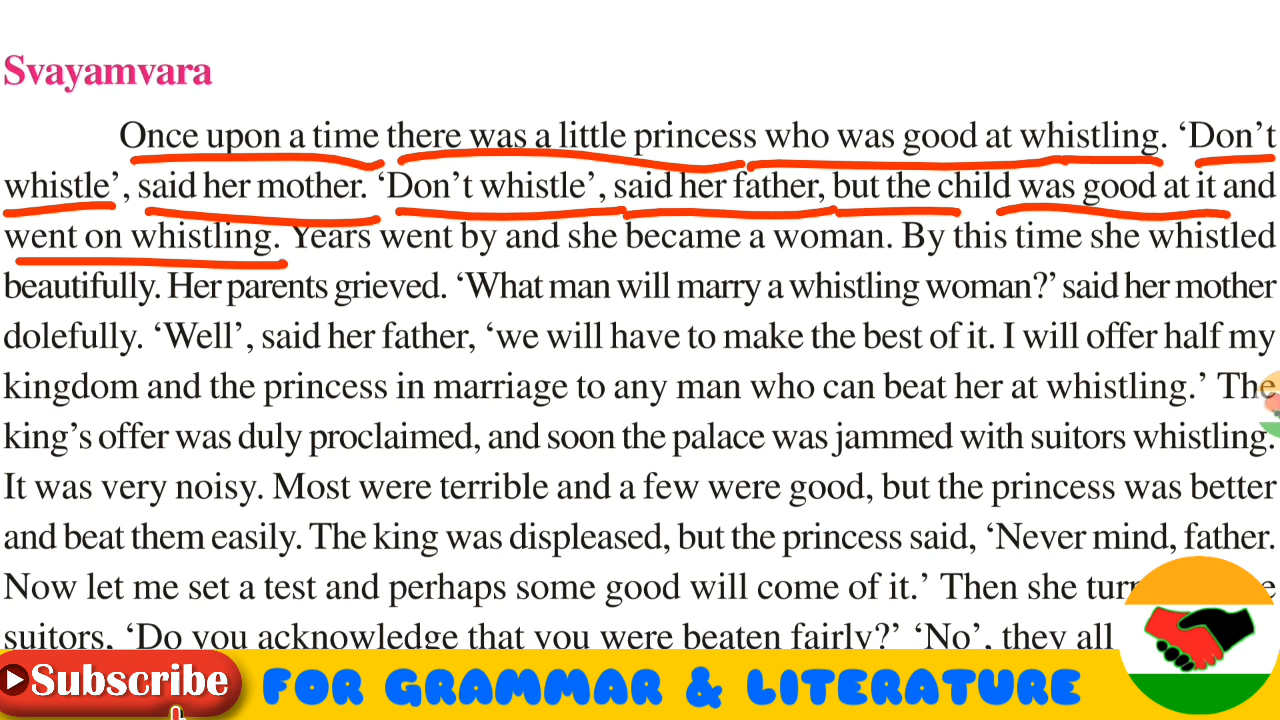 Svayamvara
Once upon a time there was a little princess who was good at whistling. ‘Don’t
whistle’, said her mother. ‘Don’t whistle’, said her father, but the child was good at it and
went on whistling. Years went by and she became a woman. By this time she whistled
beautifully. Her parents grieved. ‘What man will marry a whistling woman?’ said her mother
dolefully. ‘Well’, said her father, ‘we will have to make the best of it. I will offer half my
kingdom and the princess in marriage to any man who can beat her at whistling.’ The
king’s offer was duly proclaimed, and soon the palace was jammed with suitors whistling.
It was very noisy. Most were terrible and a few were good, but the princess was better
and beat them easily. The king was displeased, but the princess said, ‘Never mind, father.
Now let me set a test and perhaps some good will come of it.’ Then she
suitors, ‘Do you acknowledge that you were beaten fairly?’ ‘No’, they all
Subscribe
FOR GRAMMAR & LITERATURE